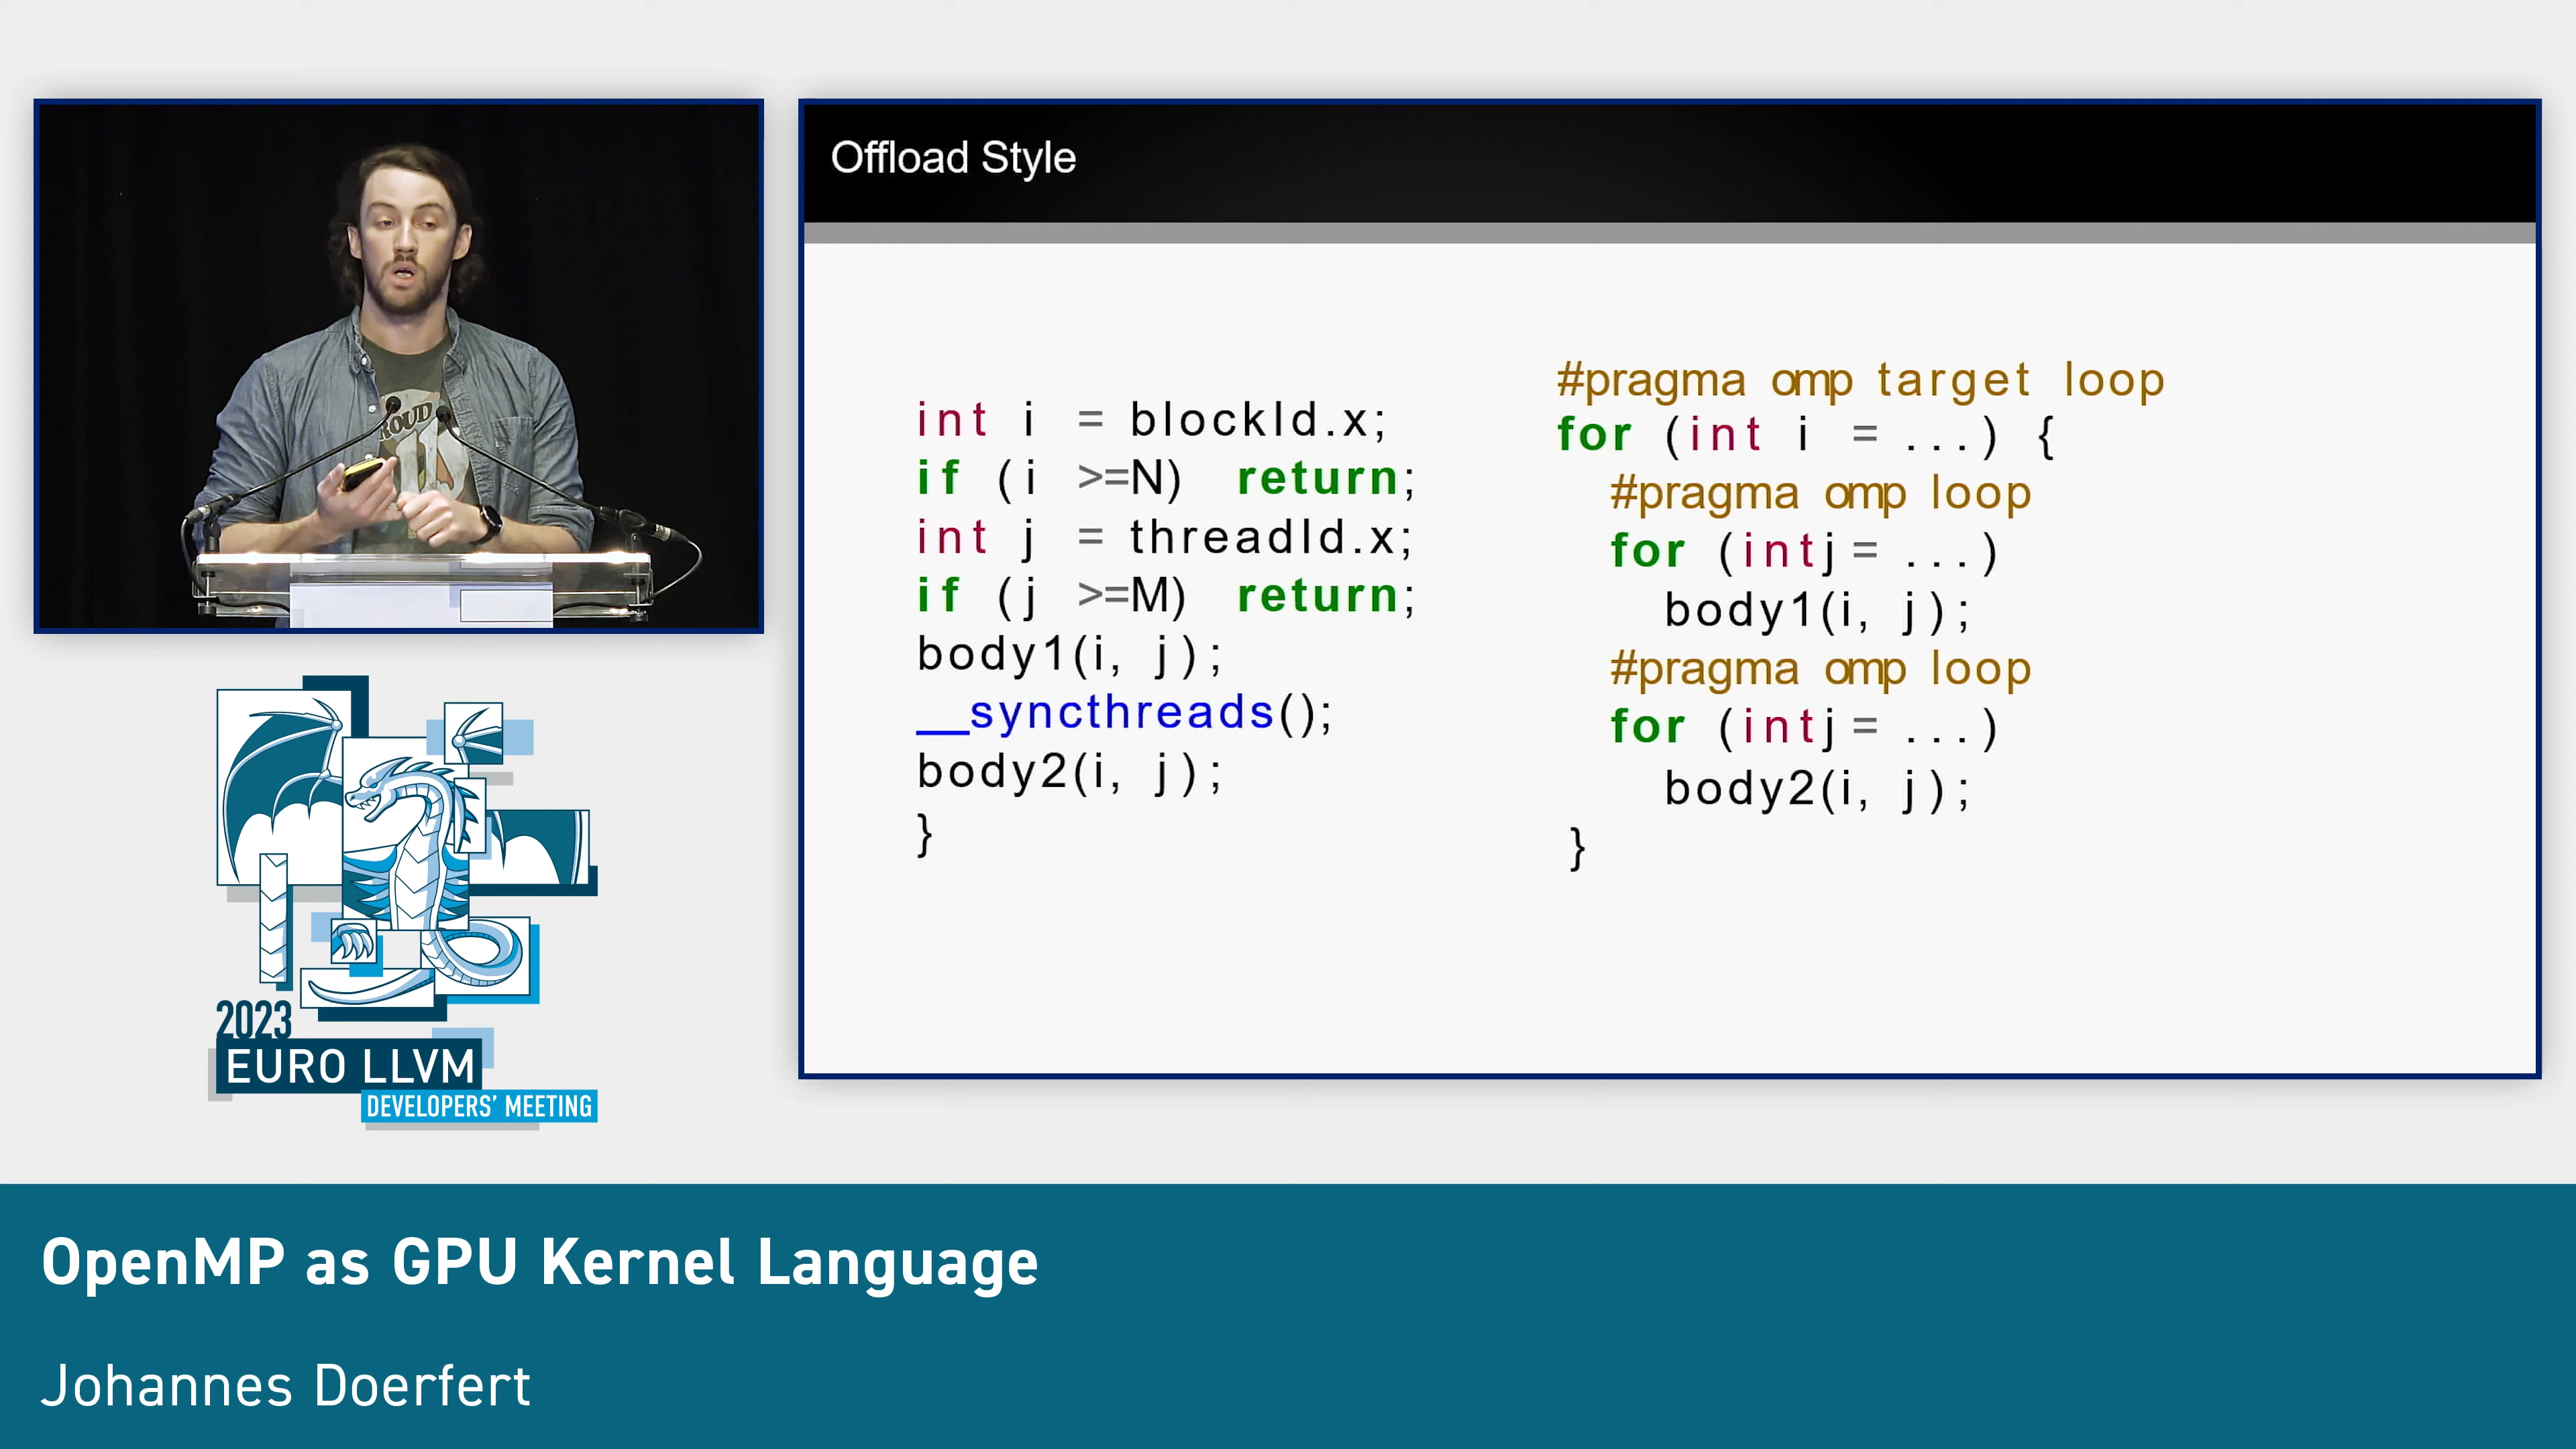 Offload Style
int i = blockId.x;
if (i >=N) return;
int j = threadId.x;
if (j >=M) return;
body1(i, j);
__syncthreads();
body2(i, j);
}
#pragma omp target loop
for (int i = ...) {
#pragma omp loop
for (intj = ...)
body1(i, j);
#pragma omp loop
for (intj = ...)
body2(i, j);
}
ROUD
2023
EURO LLVM
DEVELOPERS' MEETING
OpenMP as GPU Kernel Language
Johannes Doerfert